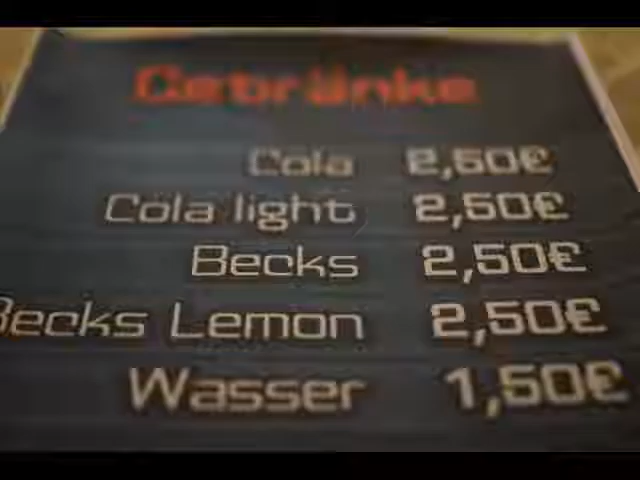 Getränke
Cola 2,50€
Cola light 2,50€
Becks 2,50€
Becks Lemon 2,50€
Wasser 1,50€